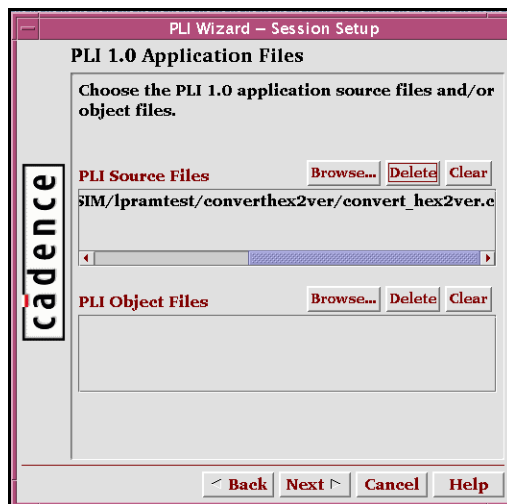 PLI Wizard – Session Setup
PLI 1.0 Application Files
Choose the PLI 1.0 application source files and/or
object files.
cādence
PLI Source Files Browse... Delete Clear
SIM/lpramtest/converthex2ver/convert_hex2ver.c
PLI Object Files Browse... Delete Clear
Back Next Cancel Help